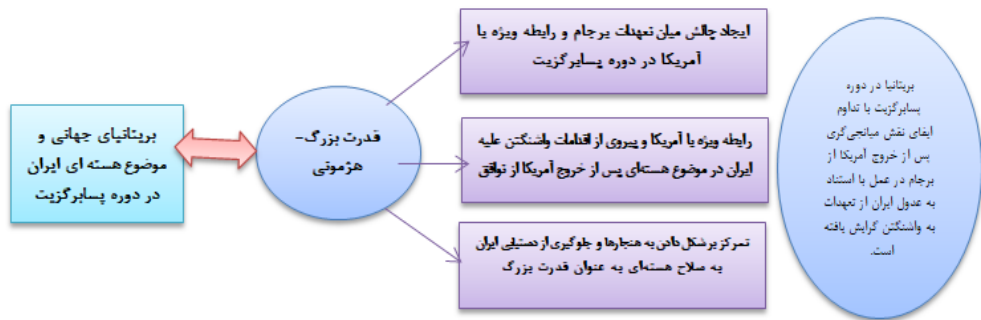 بریتانیای جهانی و
موضوع هسته ای ایران
در دوره پسابرگزیت
قدرت بزرگ-
هژمونی
ایجاد چالش میان تعهدات برجام و رابطه ویژه با
آمریکا در دوره پسابرگزیت
رابطه ویژه با آمریکا و پیروی از اقدامات واشنگتن علیه
ایران در موضوع هسته‌ای پس از خروج آمریکا از توافق
تمرکز بر شکل دادن به هنجارها و جلوگیری از دستیابی ایران
به سلاح هسته‌ای به عنوان قدرت بزرگ
بریتانیا در دوره
پسابرگزیت با تداوم
ایفای نقش میانجی‌گری
پس از خروج آمریکا از
برجام در عمل با استناد
به عدول ایران از تعهدات
به واشنگتن گرایش یافته
است.